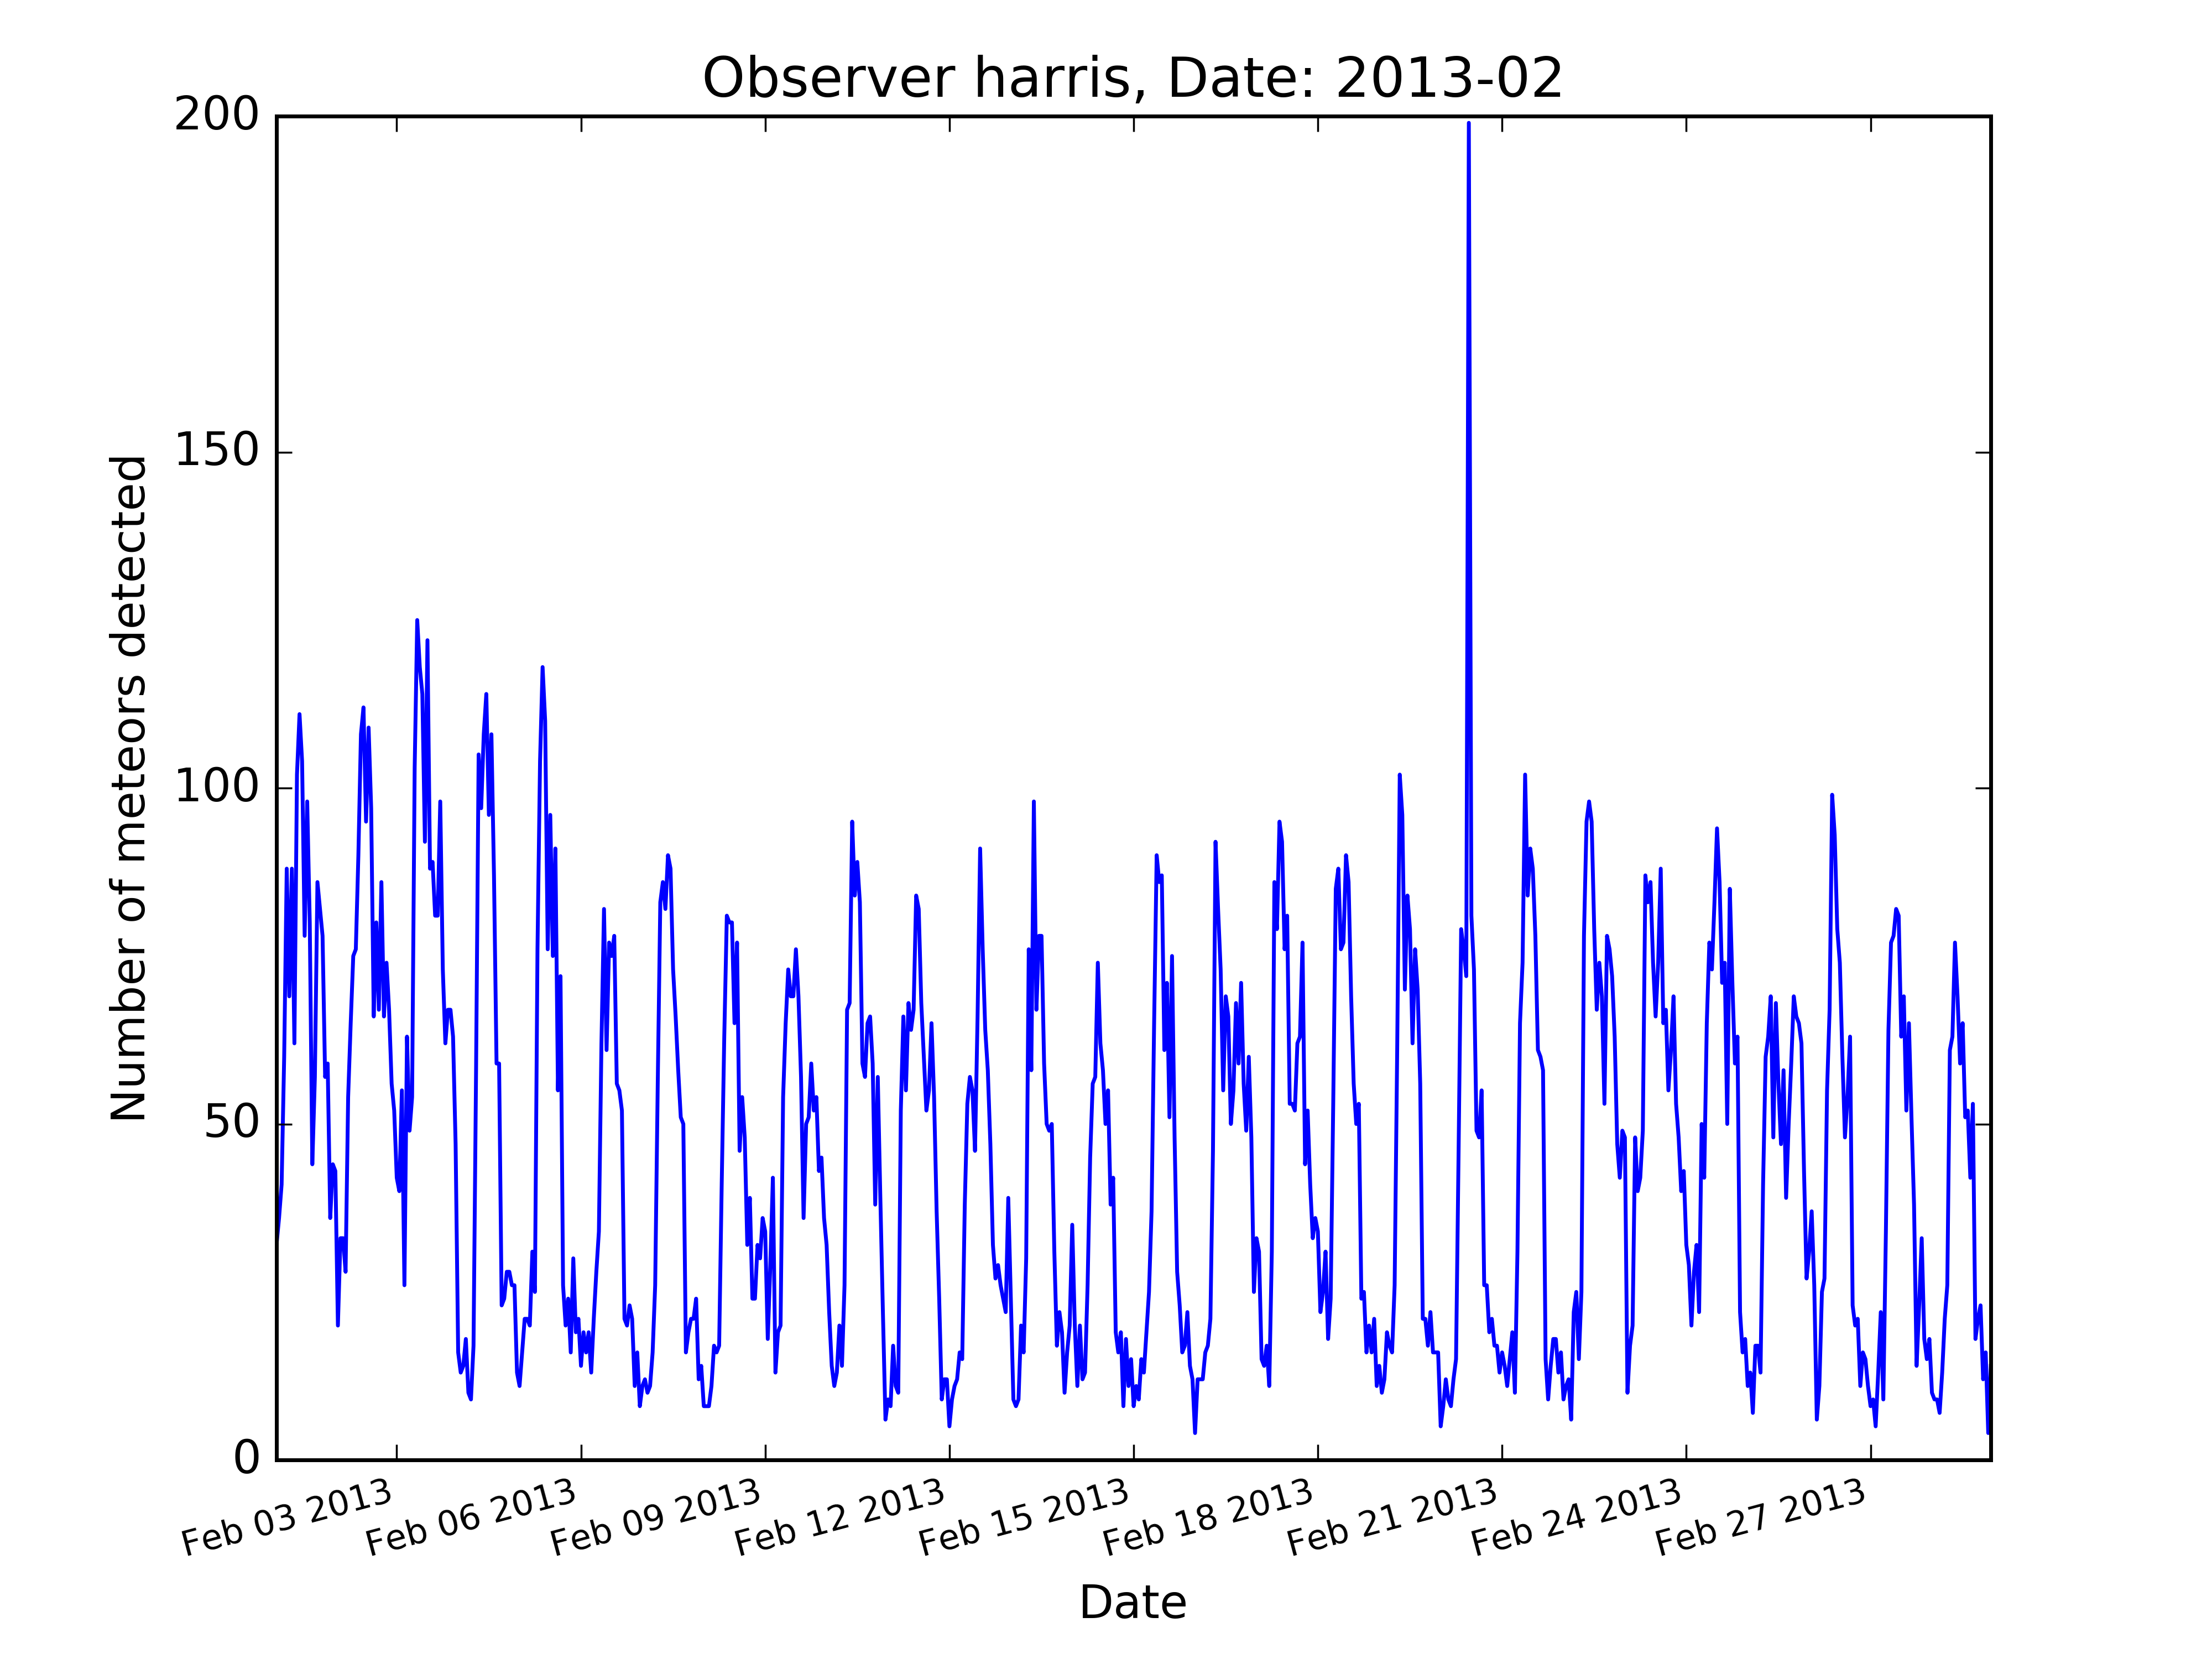 Observer harris, Date: 2013-02
200
150
100
50
0
Number of meteors detected
Feb 03 2013
Feb 06 2013
Feb 09 2013
Feb 12 2013
Feb 15 2013
Feb 18 2013
Feb 21 2013
Feb 24 2013
Feb 27 2013
Date